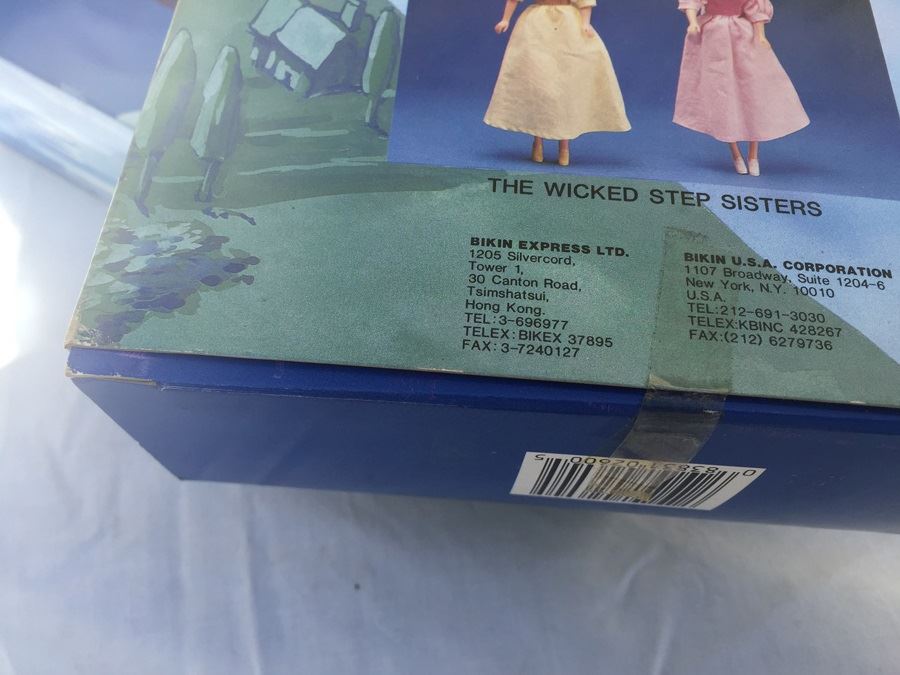 THE WICKED STEP SISTERS
BIKIN EXPRESS LTD.
1205 Silvercord,
Tower 1,
30 Canton Road,
Tsimshatsui,
Hong Kong.
TEL:3-696977
TELEX:BIKEX 37895
FAX:3-7240127
BIKIN U.S.A. CORPORATION
1107 Broadway, Suite 1204-6
New York, N.Y. 10010
U.S.A.
TEL:212-691-3030
TELEX:KBINC 428267
FAX:(212) 6279736